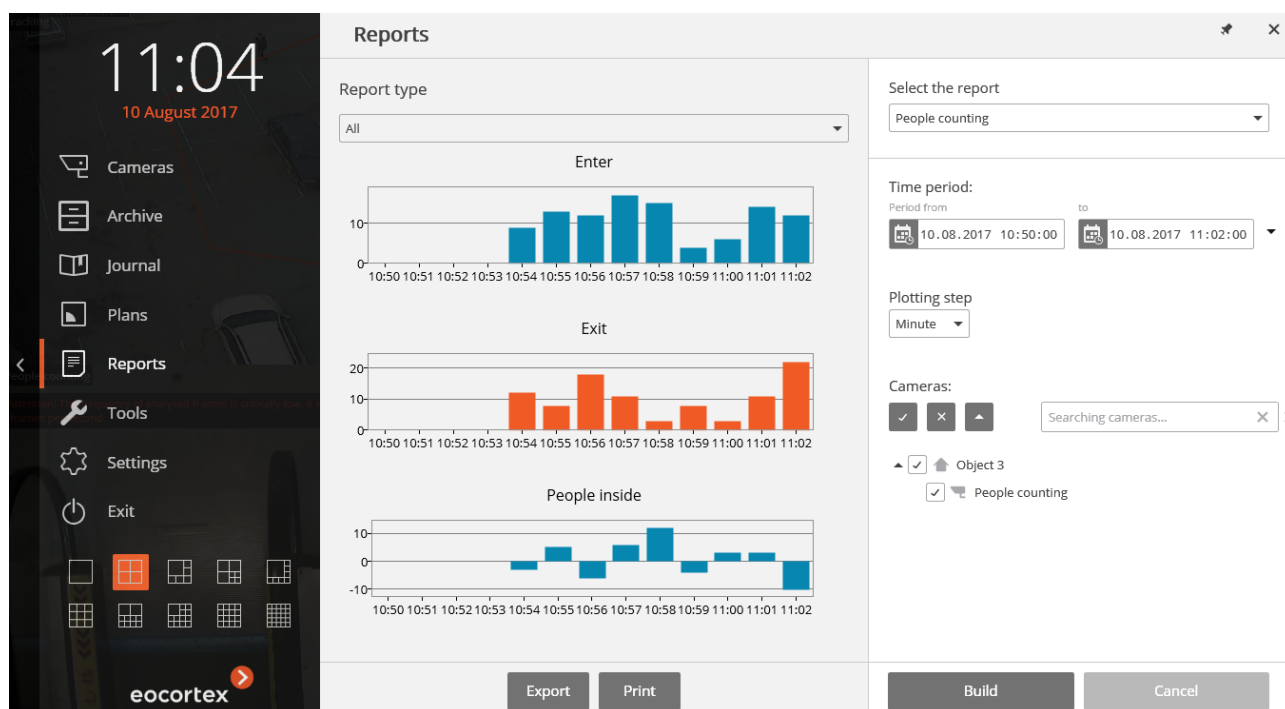 racking
11:04
10 August 2017
Cameras
Archive
Journal
Plans
Reports
Tools
Settings
Exit
eocortex
Reports
Report type
All
Enter
10
0
10:50 10:51 10:52 10:53 10:54 10:55 10:56 10:57 10:58 10:59 11:00 11:01 11:02
Exit
20
10
0
10:50 10:51 10:52 10:53 10:54 10:55 10:56 10:57 10:58 10:59 11:00 11:01 11:02
People inside
10
0
-10
10:50 10:51 10:52 10:53 10:54 10:55 10:56 10:57 10:58 10:59 11:00 11:01 11:02
Export
Print
Select the report
People counting
Time period:
Period from
to
10.08.2017 10:50:00
10.08.2017 11:02:00
Plotting step
Minute
Cameras:
Searching cameras...
Object 3
People counting
Build
Cancel